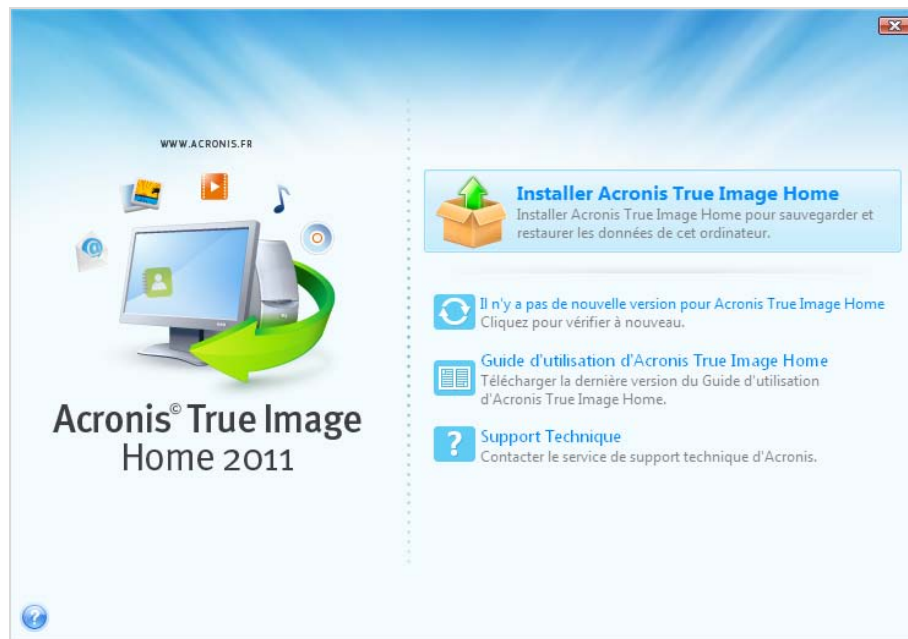 WWW.ACRONIS.FR
Acronis© True Image
Home 2011
Installer Acronis True Image Home
Installer Acronis True Image Home pour sauvegarder et
restaurer les données de cet ordinateur.
Il n'y a pas de nouvelle version pour Acronis True Image Home
Cliquez pour vérifier à nouveau.
Guide d'utilisation d'Acronis True Image Home
Télécharger la dernière version du Guide d'utilisation
d'Acronis True Image Home.
Support Technique
Contacter le service de support technique d'Acronis.